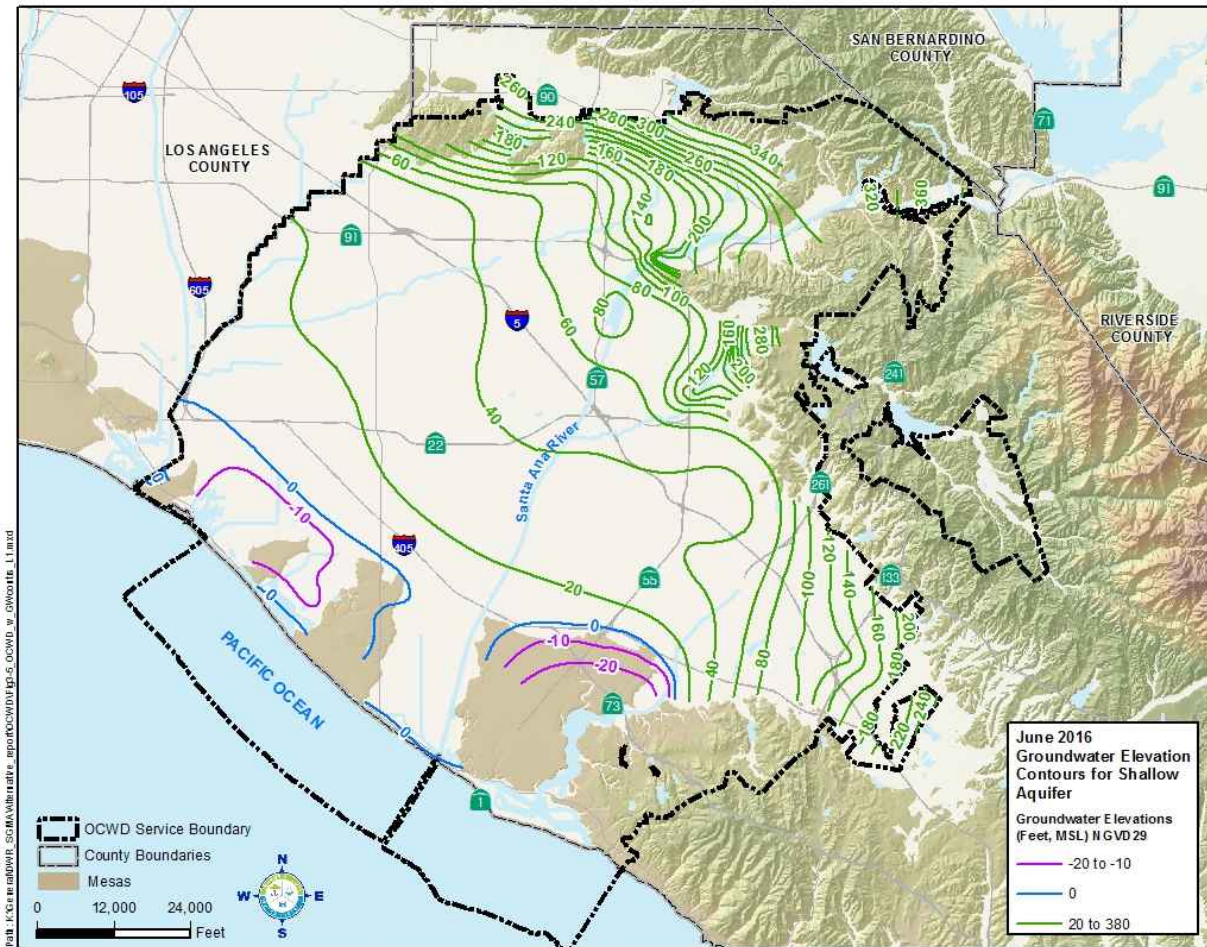 SAN BERNARDINO
COUNTY
105
90
71
LOS ANGELES
COUNTY
91
91
605
5
RIVERSIDE
COUNTY
241
57
22
Santa Ana River
261
405
55
133
73
1
PACIFIC OCEAN
260
240
280
300
340
180
160
180
260
120
60
140
200
320
80
100
80
60
280
120
200
40
0
0
-10
0
20
0
-10
-20
0
40
80
100
120
140
160
180
200
180
220
240
OCWD Service Boundary
County Boundaries
Mesas
0 12,000 24,000
Feet
N
W E
S
June 2016
Groundwater Elevation
Contours for Shallow
Aquifer
Groundwater Elevations
(Feet, MSL) NGVD29
-20 to -10
0
20 to 380